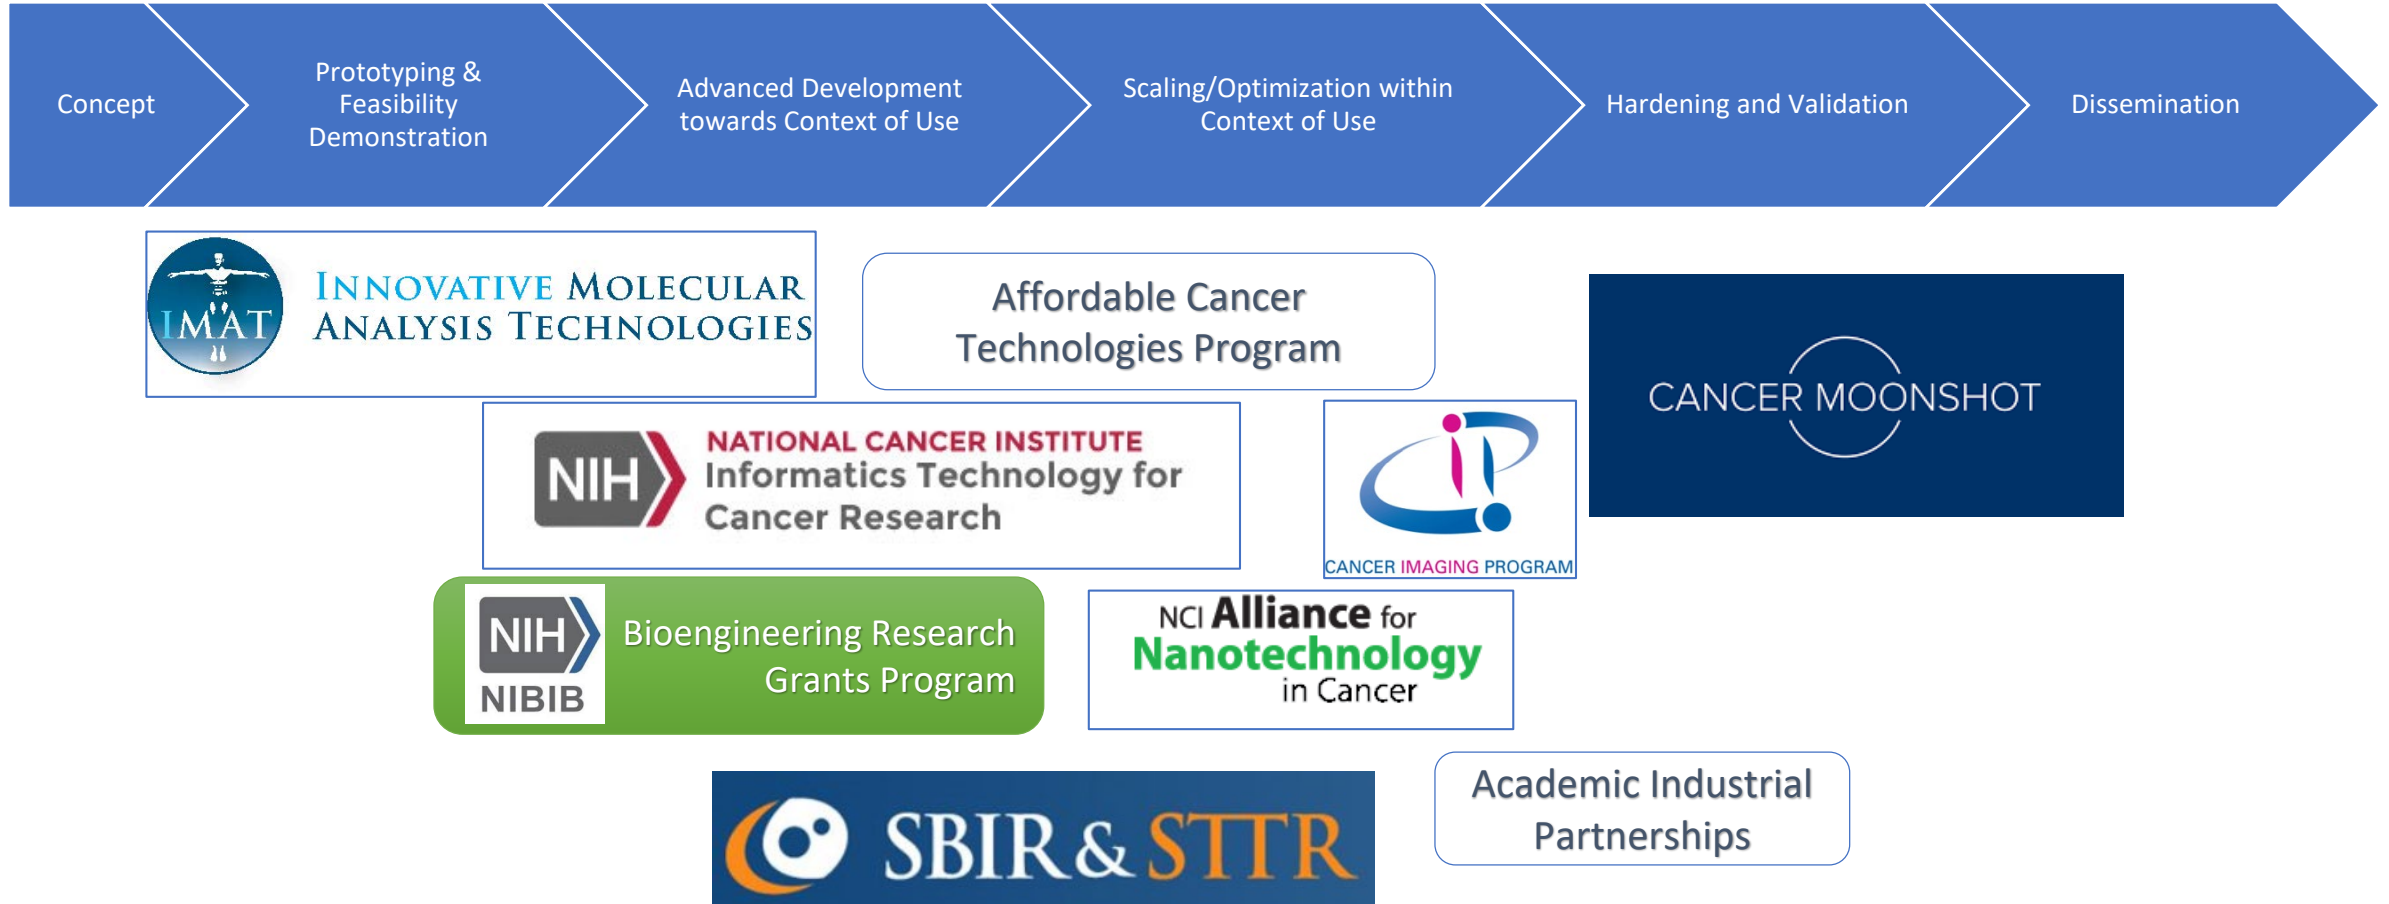 Concept
Prototyping &
Feasibility
Demonstration
Advanced Development
towards Context of Use
Scaling/Optimization within
Context of Use
Hardening and Validation
Dissemination
IMAT
INNOVATIVE MOLECULAR
ANALYSIS TECHNOLOGIES
Affordable Cancer
Technologies Program
CANCER MOONSHOT
NIH
NATIONAL CANCER INSTITUTE
Informatics Technology for
Cancer Research
CIP
CANCER IMAGING PROGRAM
NIH
NIBIB
Bioengineering Research
Grants Program
NCI Alliance for
Nanotechnology
in Cancer
SBIR & STTR
Academic Industrial
Partnerships